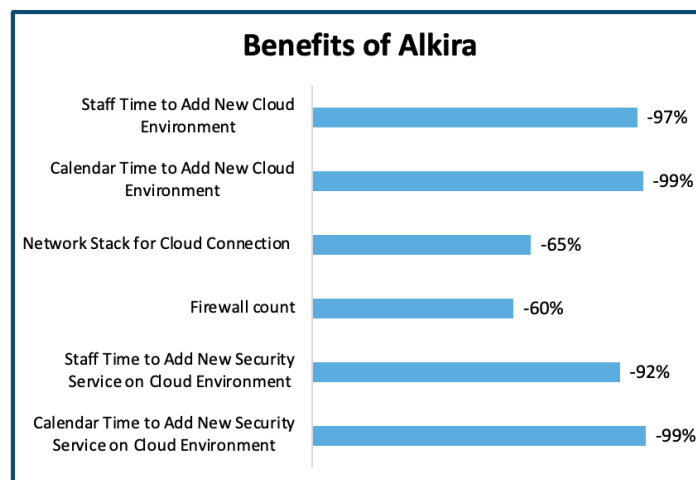 Benefits of Alkira
Staff Time to Add New Cloud
Environment
-97%
Calendar Time to Add New Cloud
Environment
-99%
Network Stack for Cloud Connection
-65%
Firewall count
-60%
Staff Time to Add New Security
Service on Cloud Environment
-92%
Calendar Time to Add New Security
Service on Cloud Environment
-99%